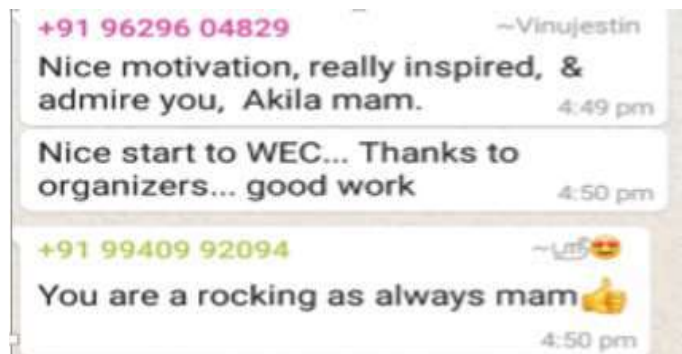 +91 96296 04829 ~Vinujestin
Nice motivation, really inspired, &
admire you, Akila mam. 4:49 pm
Nice start to WEC... Thanks to
organizers... good work 4:50 pm
+91 99409 92094 ~பரி😍
You are a rocking as always mam👍
4:50 pm